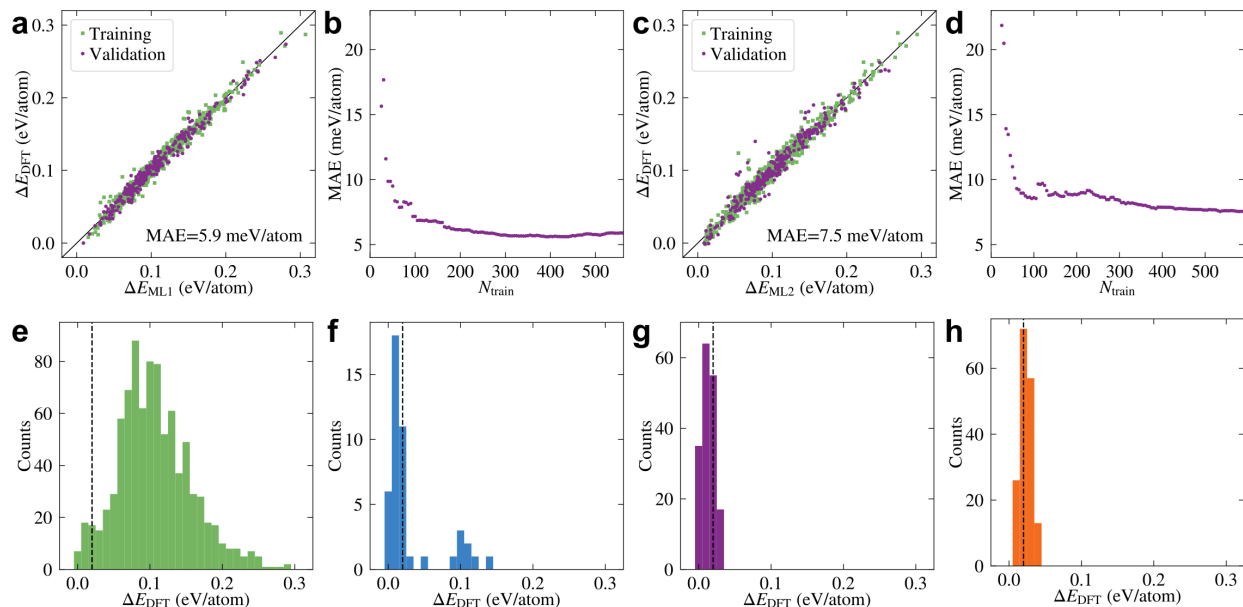 a
0.3
0.2
0.1
0.0
ΔE_DFT (eV/atom)
Training
Validation
MAE=5.9 meV/atom
0.0 0.1 0.2 0.3
ΔE_ML1 (eV/atom)
b
20
15
10
5
MAE (meV/atom)
0 100 200 300 400 500
N_train
c
0.3
0.2
0.1
0.0
ΔE_DFT (eV/atom)
Training
Validation
MAE=7.5 meV/atom
0.0 0.1 0.2 0.3
ΔE_ML2 (eV/atom)
d
20
15
10
5
MAE (meV/atom)
0 100 200 300 400 500
N_train
e
80
60
40
20
0
Counts
0.0 0.1 0.2 0.3
ΔE_DFT (eV/atom)
f
15
10
5
0
Counts
0.0 0.1 0.2 0.3
ΔE_DFT (eV/atom)
g
60
40
20
0
Counts
0.0 0.1 0.2 0.3
ΔE_DFT (eV/atom)
h
60
40
20
0
Counts
0.0 0.1 0.2 0.3
ΔE_DFT (eV/atom)